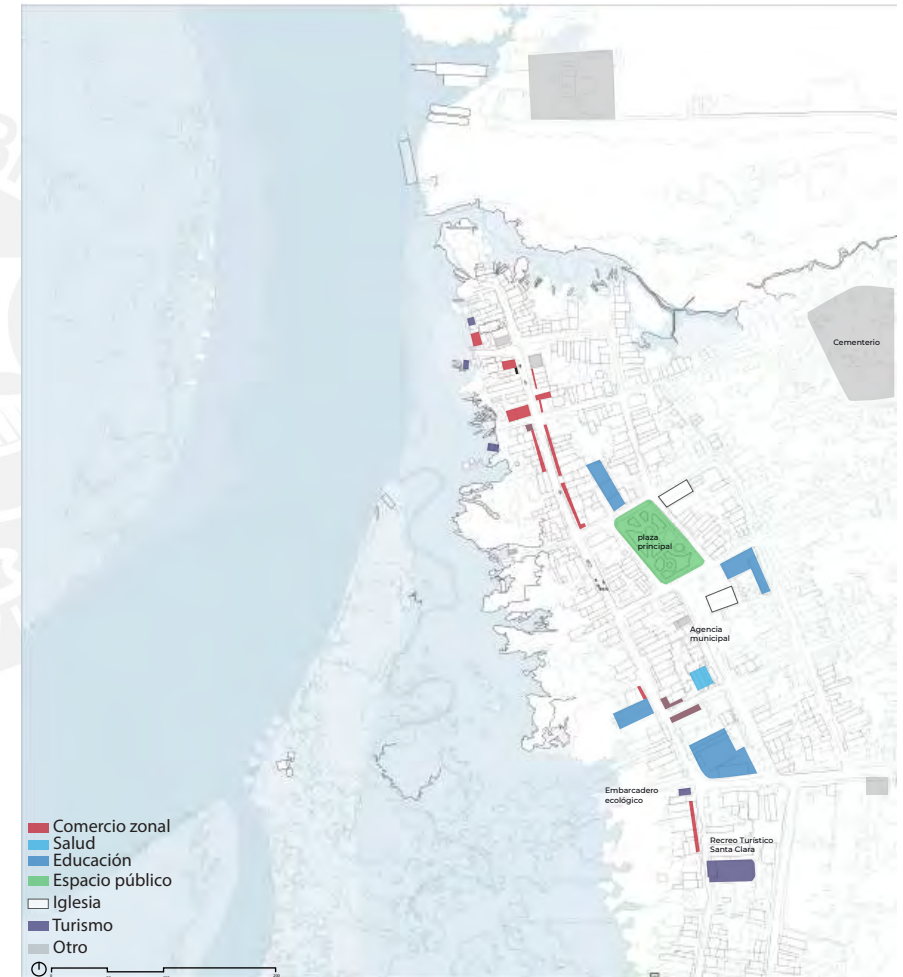 Cementerio
plaza
principal
Agencia
municipal
Embarcadero
ecológico
Recreo Turístico
Santa Clara
Comercio zonal
Salud
Educación
Espacio público
Iglesia
Turismo
Otro